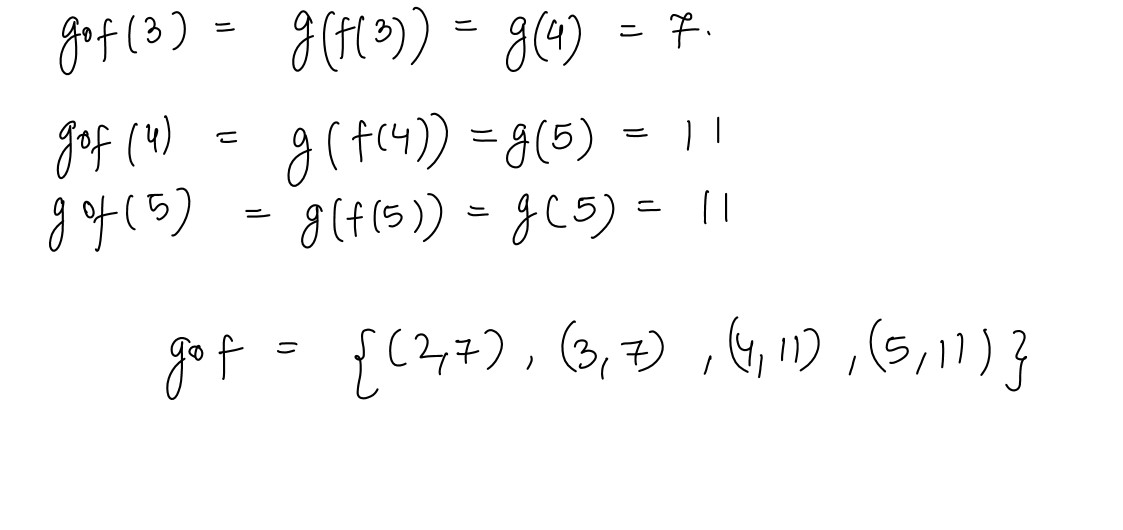 gof(3) = g(f(3)) = g(4) = 7.
gof(4) = g(f(4)) = g(5) = 11
gof(5) = g(f(5)) = g(5) = 11
gof = {(2,7), (3,7), (4,11), (5,11)}